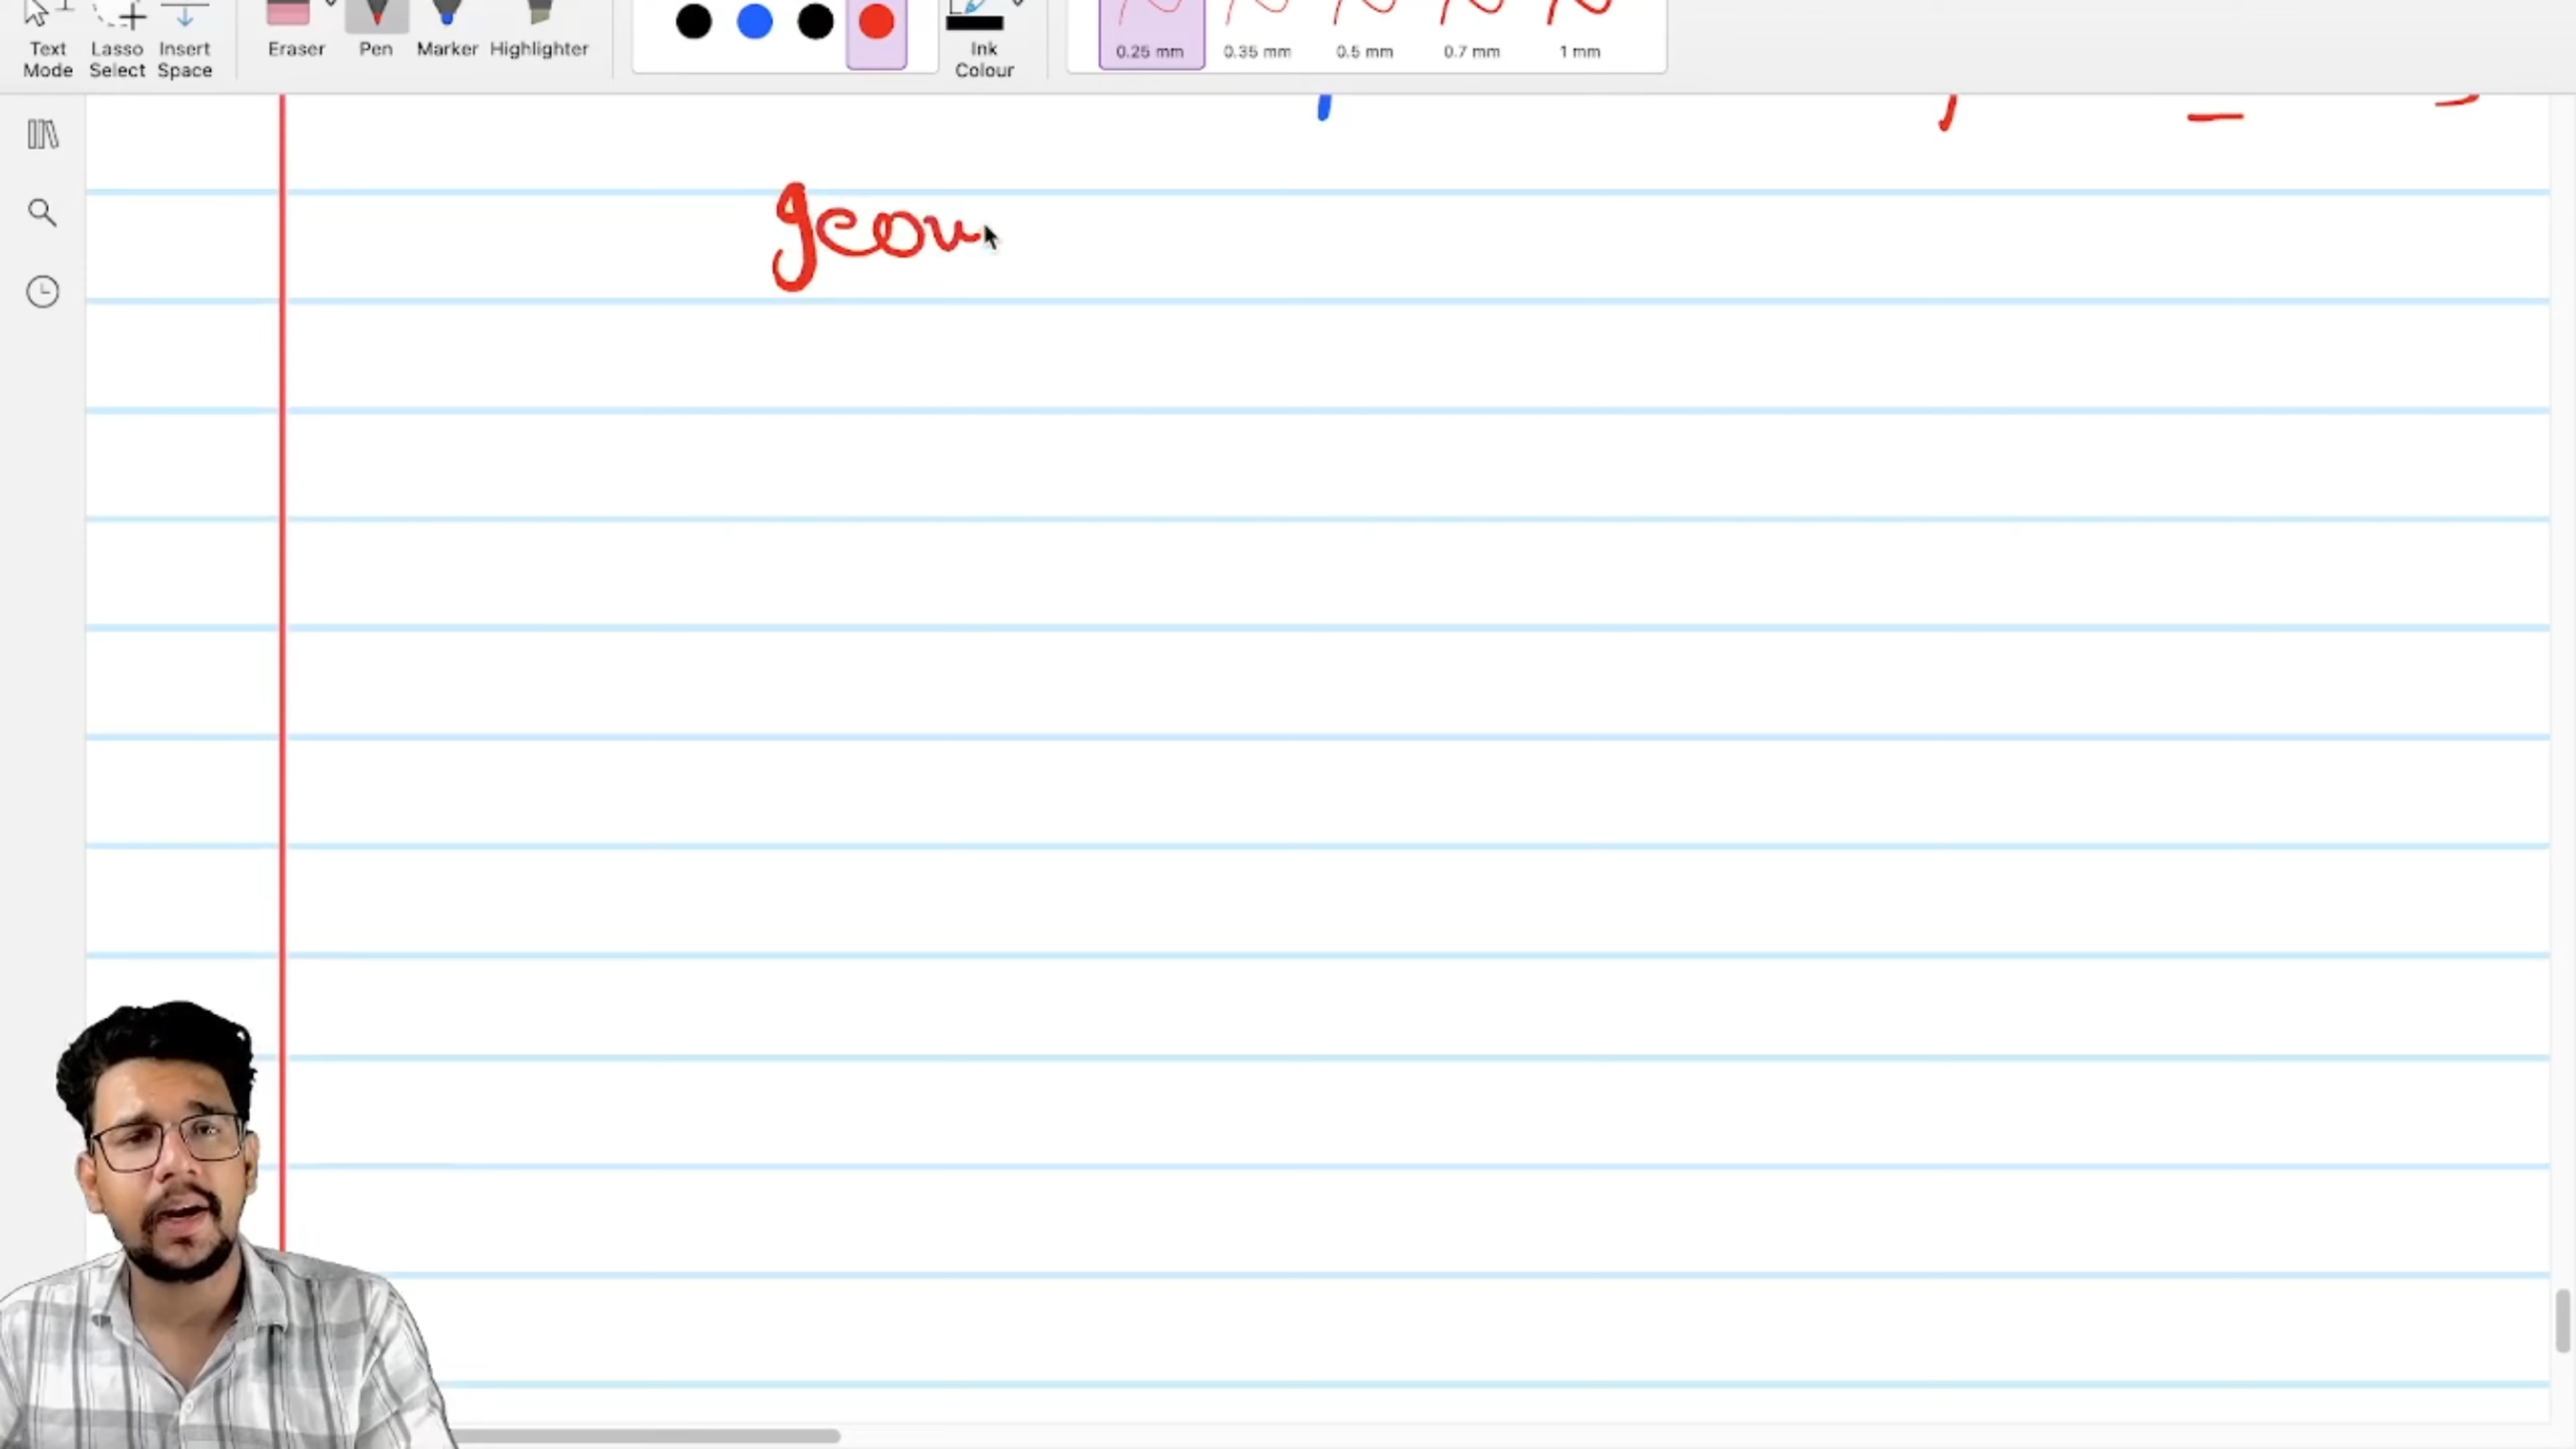 Text Mode
Lasso Select
Insert Space
Eraser
Pen
Marker
Highlighter
Ink Colour
0.25 mm
0.35 mm
0.5 mm
0.7 mm
1 mm
geom